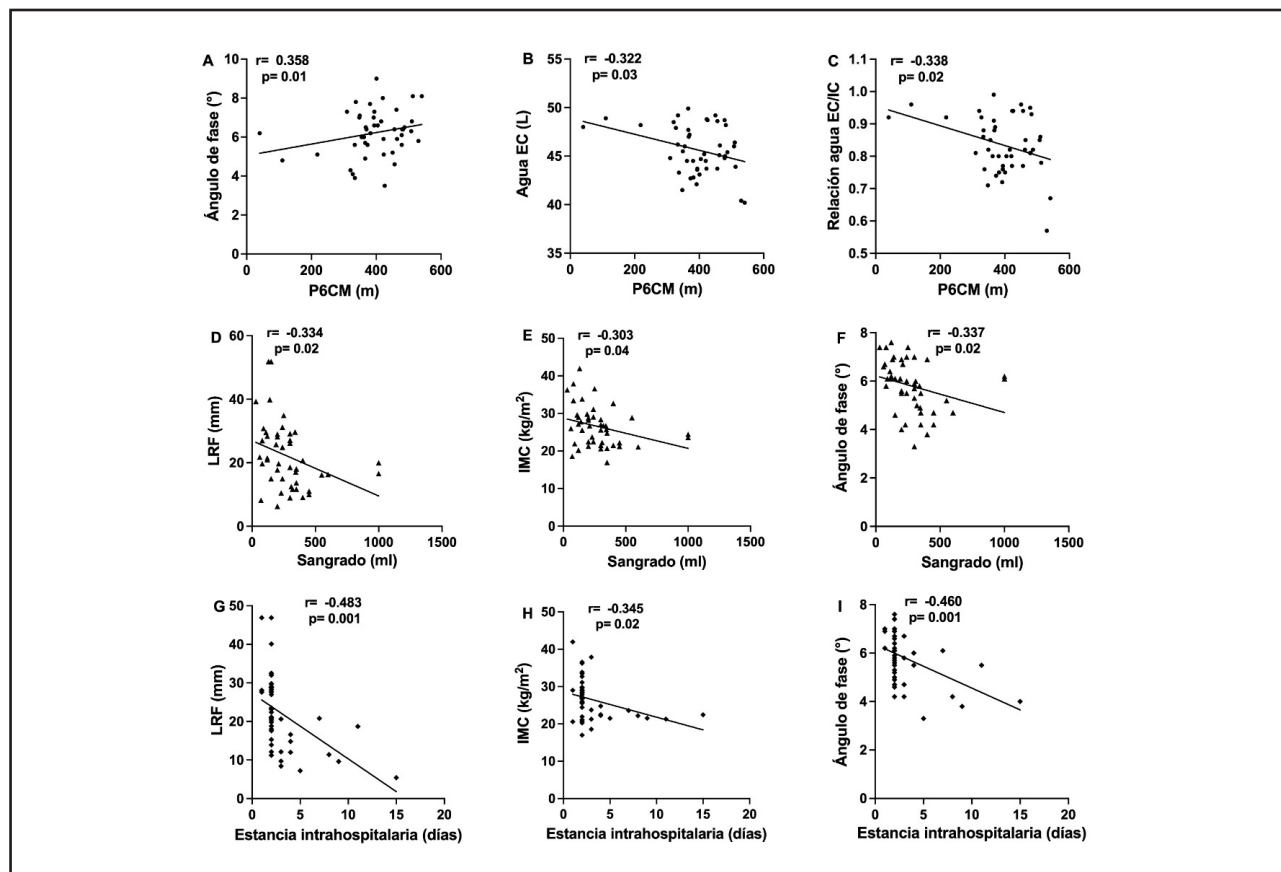 A
r= 0.358
p= 0.01
Ángulo de fase (°)
10
8
6
4
2
0
0 200 400 600
P6CM (m)
B
r= -0.322
p= 0.03
Agua EC (L)
55
50
45
40
35
0 200 400 600
P6CM (m)
C
r= -0.338
p= 0.02
Relación agua EC/IC
1.1
1.0
0.9
0.8
0.7
0.6
0.5
0 200 400 600
P6CM (m)
D
r= -0.334
p= 0.02
LRF (mm)
60
40
20
0
0 500 1000 1500
Sangrado (ml)
E
r= -0.303
p= 0.04
IMC (kg/m²)
50
40
30
20
10
0
0 500 1000 1500
Sangrado (ml)
F
r= -0.337
p= 0.02
Ángulo de fase (°)
8
6
4
2
0
0 500 1000 1500
Sangrado (ml)
G
r= -0.483
p= 0.001
LRF (mm)
50
40
30
20
10
0
0 5 10 15 20
Estancia intrahospitalaria (días)
H
r= -0.345
p= 0.02
IMC (kg/m²)
50
40
30
20
10
0
0 5 10 15 20
Estancia intrahospitalaria (días)
I
r= -0.460
p= 0.001
Ángulo de fase (°)
8
6
4
2
0
0 5 10 15 20
Estancia intrahospitalaria (días)